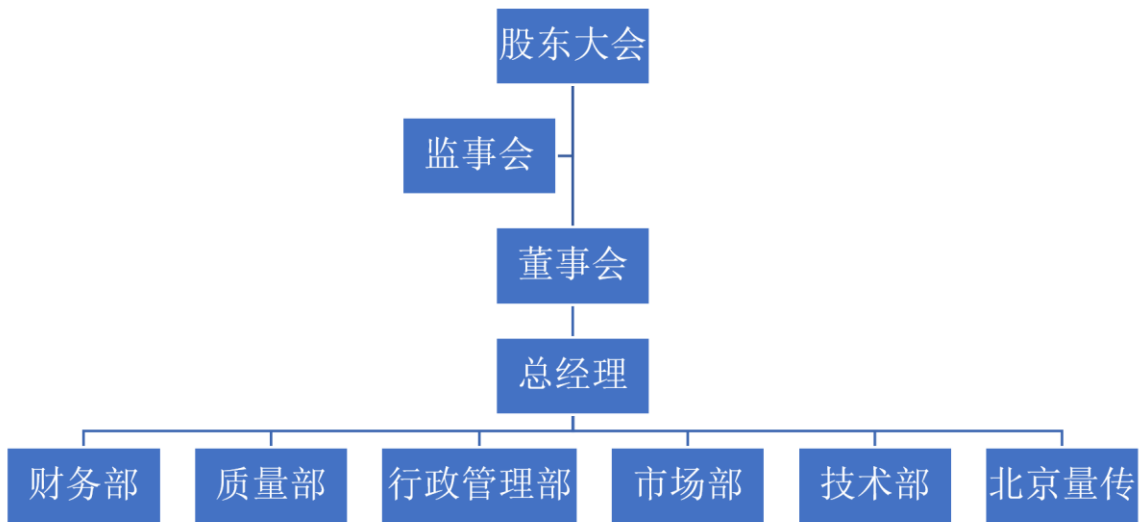 股东大会
监事会
董事会
总经理
财务部
质量部
行政管理部
市场部
技术部
北京量传